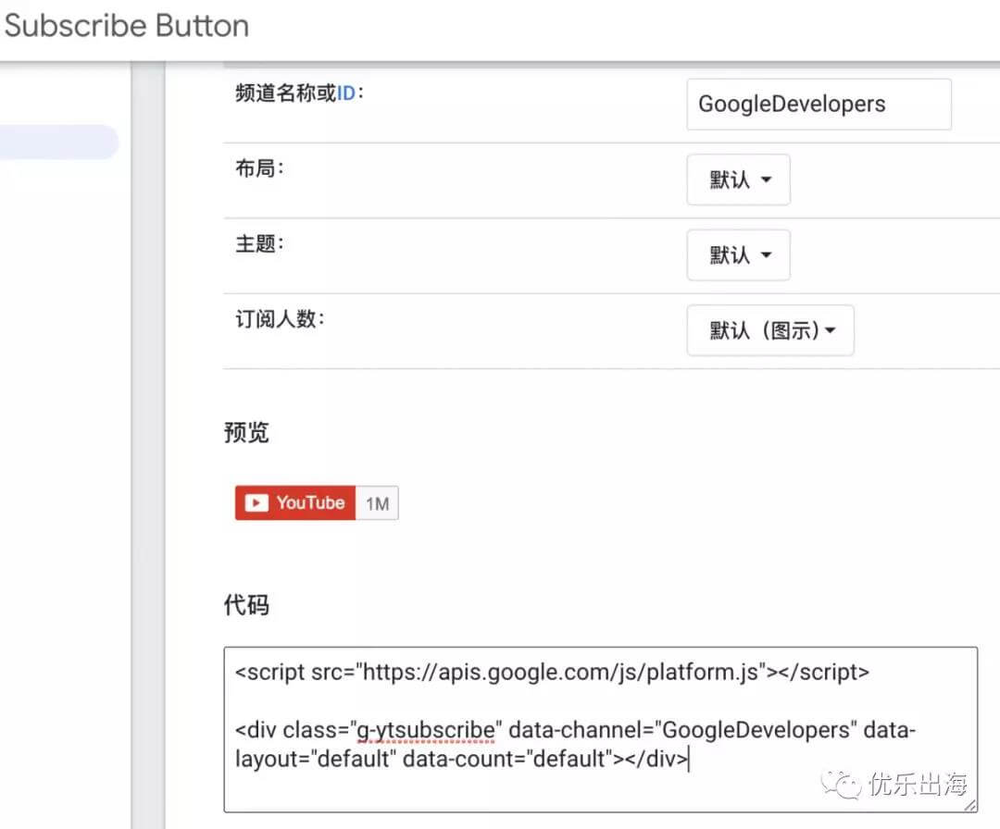 Subscribe Button
频道名称或ID:
GoogleDevelopers
布局:
默认
主题:
默认
订阅人数:
默认（图示）
预览
YouTube 1M
代码
<script src="https://apis.google.com/js/platform.js"></script>
<div class="g-ytsubscribe" data-channel="GoogleDevelopers" data-
layout="default" data-count="default"></div>
优乐出海